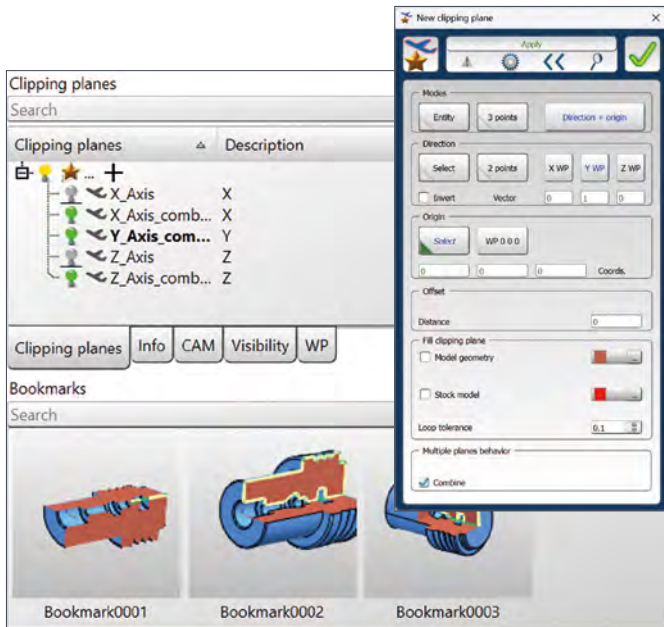 New clipping plane
Apply
Modes
Entity
3 points
Direction + origin
Direction
Select
2 points
X WP
Y WP
Z WP
Invert
Vector
0
1
0
Origin
Select
WP 0 0 0
0
0
0
Coords.
Offset
Distance
0
Fill clipping plane
Model geometry
...
Stock model
...
Loop tolerance
0.1
Multiple planes behavior
Combine
Clipping planes
Search
Clipping planes
Description
...
X_Axis
X
X_Axis_comb...
X
Y_Axis_com...
Y
Z_Axis
Z
Z_Axis_comb...
Z
Clipping planes
Info
CAM
Visibility
WP
Bookmarks
Search
Bookmark0001
Bookmark0002
Bookmark0003